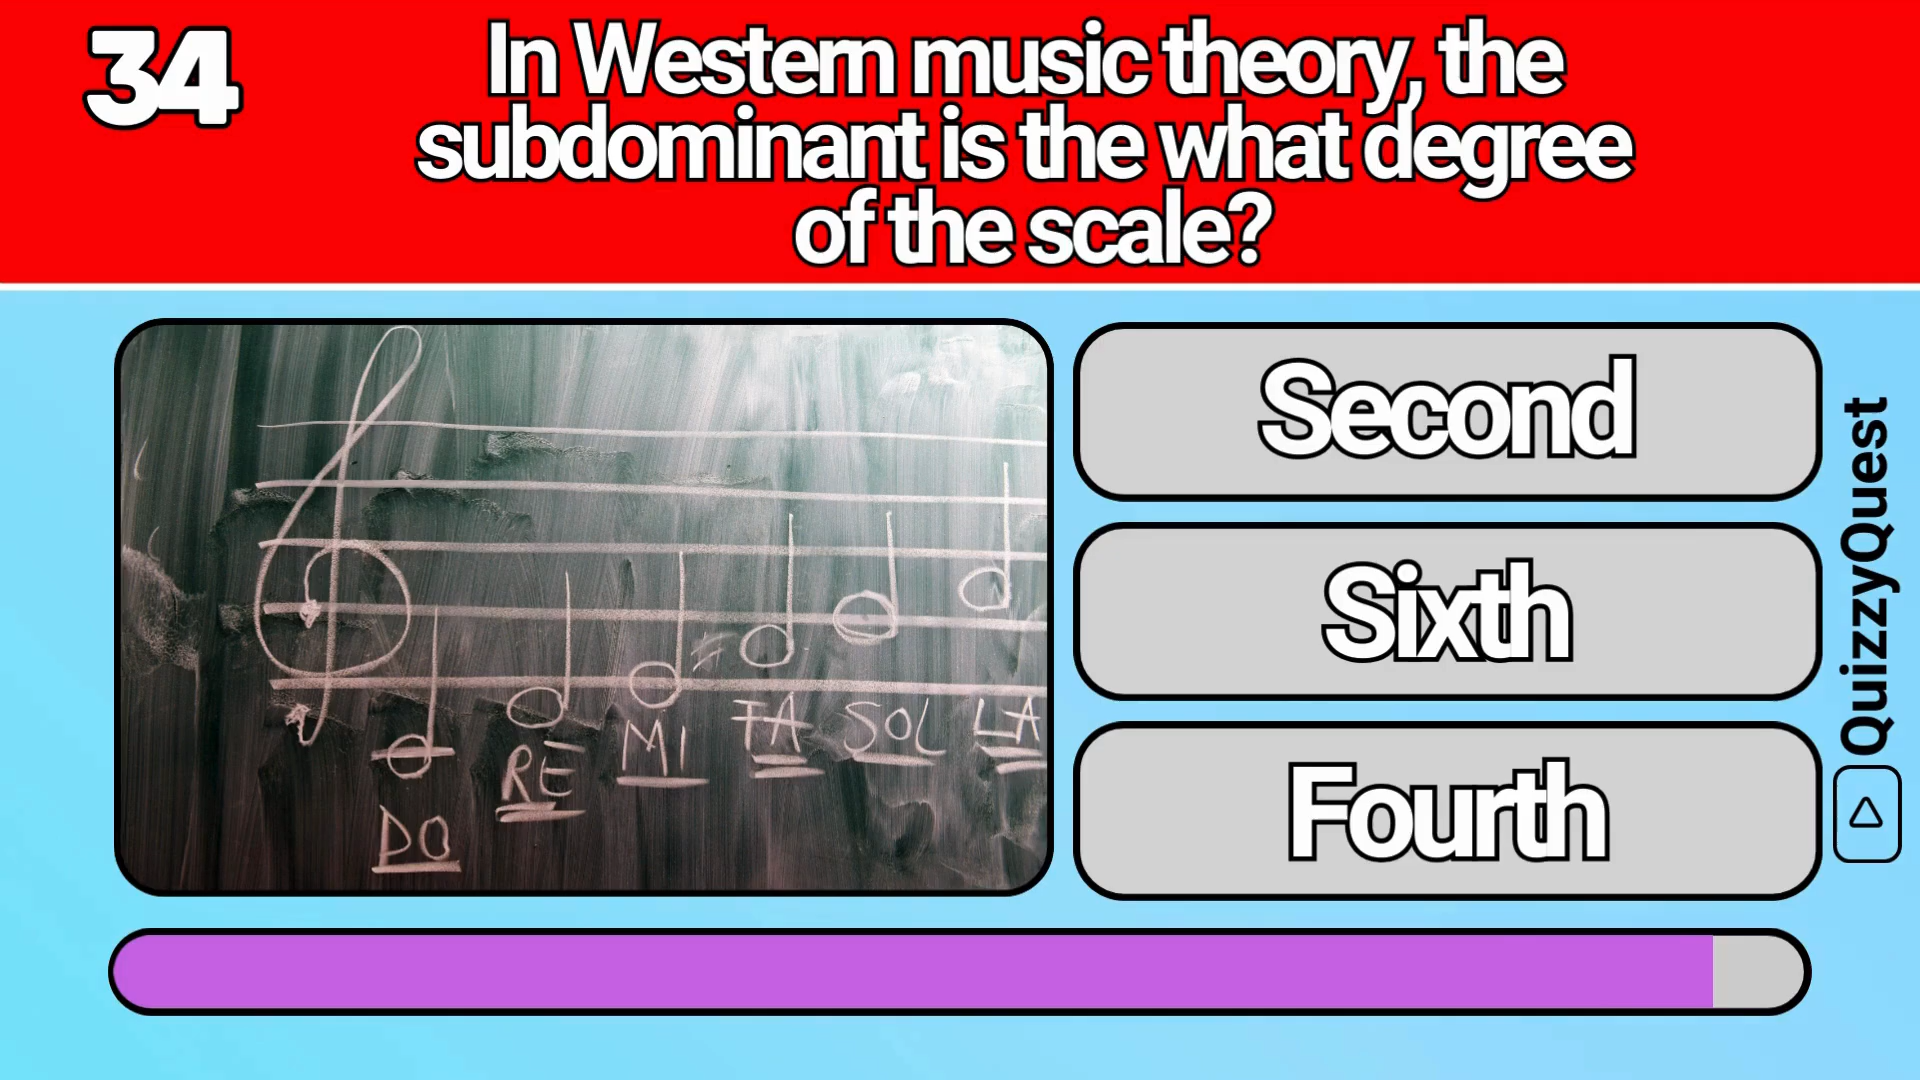 34
In Western music theory, the
subdominant is the what degree
of the scale?
DO
RE
MI
FA
SOL
LA
Second
Sixth
Fourth
QuizzyQuest